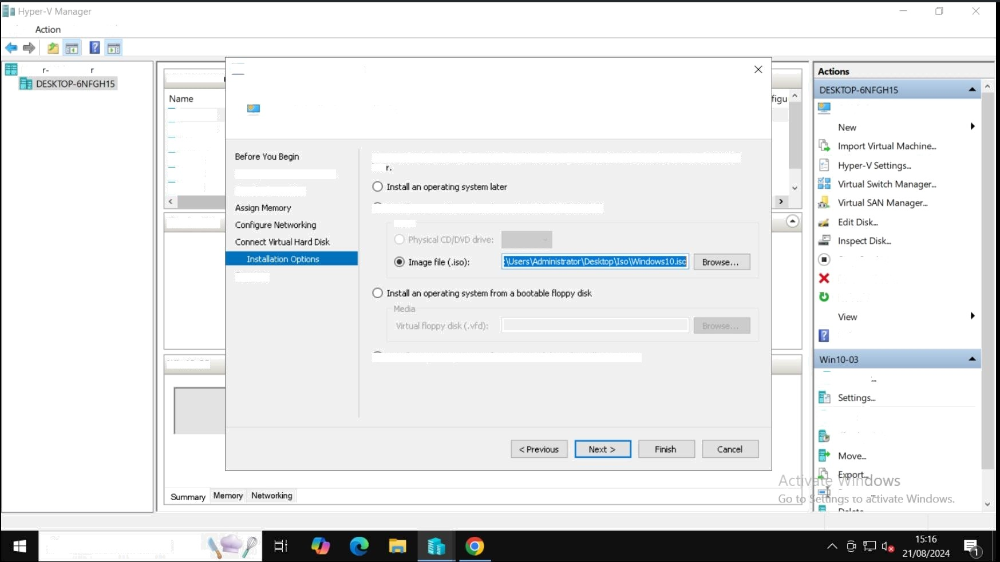 Hyper-V Manager
Action
DESKTOP-6NFGH15
Name
figu
Before You Begin
Assign Memory
Configure Networking
Connect Virtual Hard Disk
Installation Options
r.
Install an operating system later
Physical CD/DVD drive:
Image file (.iso): :\Users\Administrator\Desktop\Iso\Windows10.iso Browse...
Install an operating system from a bootable floppy disk
Media
Virtual floppy disk (.vfd): Browse...
< Previous Next > Finish Cancel
Summary Memory Networking
Actions
DESKTOP-6NFGH15
New
Import Virtual Machine...
Hyper-V Settings...
Virtual Switch Manager...
Virtual SAN Manager...
Edit Disk...
Inspect Disk...
View
Win10-03
...
Settings...
Move...
Export...
Activate Windows
Go to Settings to activate Windows.
15:16
21/08/2024
1